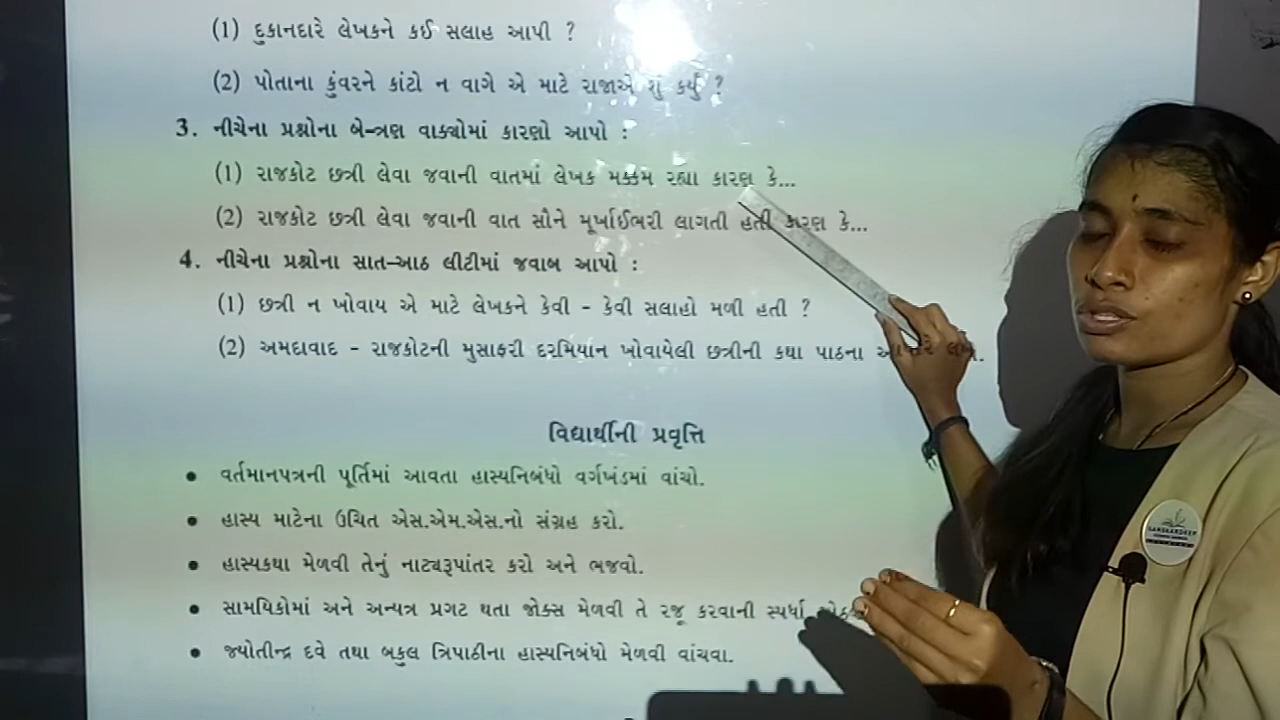 (1) દુકાનદારે લેખકને કઈ સલાહ આપી ?
(2) પોતાના કુંવરને કાંટો ન વાગે એ માટે રાજાએ શું કર્યું ?
3. નીચેના પ્રશ્નોના બે-ત્રણ વાક્યોમાં કારણો આપો :
(1) રાજકોટ છત્રી લેવા જવાની વાતમાં લેખક મક્કમ રહ્યા કારણ કે...
(2) રાજકોટ છત્રી લેવા જવાની વાત સૌને મૂર્ખાઈભરી લાગતી હતી કારણ કે...
4. નીચેના પ્રશ્નોના સાત-આઠ લીટીમાં જવાબ આપો :
(1) છત્રી ન ખોવાય એ માટે લેખકને કેવી - કેવી સલાહો મળી હતી ?
(2) અમદાવાદ - રાજકોટની મુસાફરી દરમિયાન ખોવાયેલી છત્રીની કથા પાઠના
વિદ્યાર્થીની પ્રવૃત્તિ
• વર્તમાનપત્રની પૂર્તિમાં આવતા હાસ્યનિબંધો વર્ગખંડમાં વાંચો.
• હાસ્ય માટેના ઉચિત એસ.એમ.એસ.નો સંગ્રહ કરો.
• હાસ્યકથા મેળવી તેનું નાટ્યરૂપાંતર કરો અને ભજવો.
• સામયિકોમાં અને અન્યત્ર પ્રગટ થતા જોક્સ મેળવી તે રજૂ કરવાની સ્પર્ધા
• જ્યોતીન્દ્ર દવે તથા બકુલ ત્રિપાઠીના હાસ્યનિબંધો મેળવી વાંચવા.